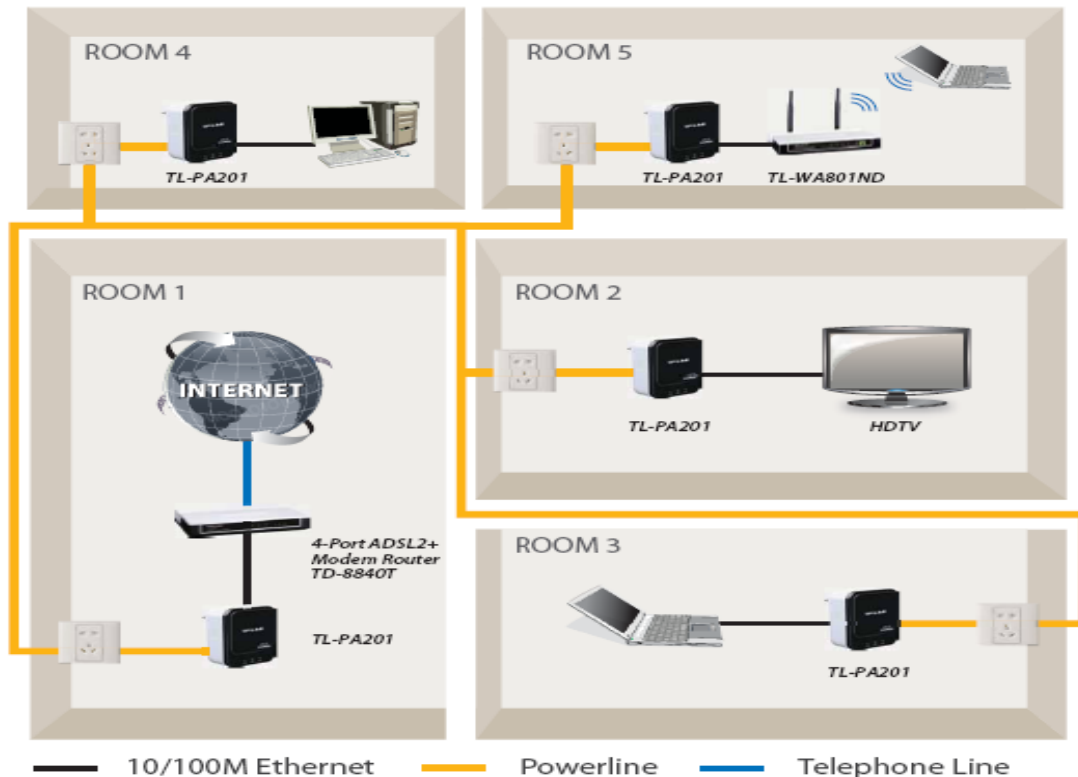 ROOM 4
TL-PA201
ROOM 5
TL-PA201
TL-WA801ND
ROOM 1
INTERNET
4-Port ADSL2+
Modem Router
TD-8840T
TL-PA201
ROOM 2
TL-PA201
HDTV
ROOM 3
TL-PA201
10/100M Ethernet
Powerline
Telephone Line